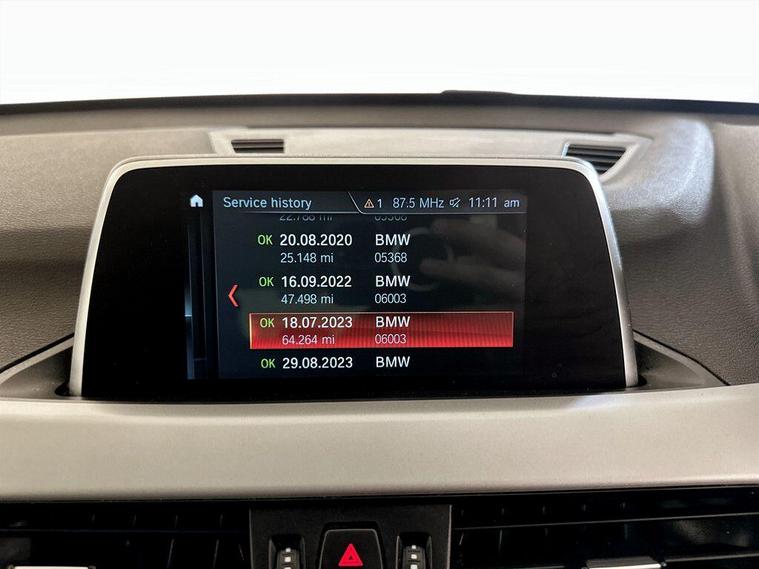 Service history 1 87.5 MHz 11:11 am
OK 20.08.2020 BMW
25.148 mi 05368
OK 16.09.2022 BMW
47.498 mi 06003
OK 18.07.2023 BMW
64.264 mi 06003
OK 29.08.2023 BMW